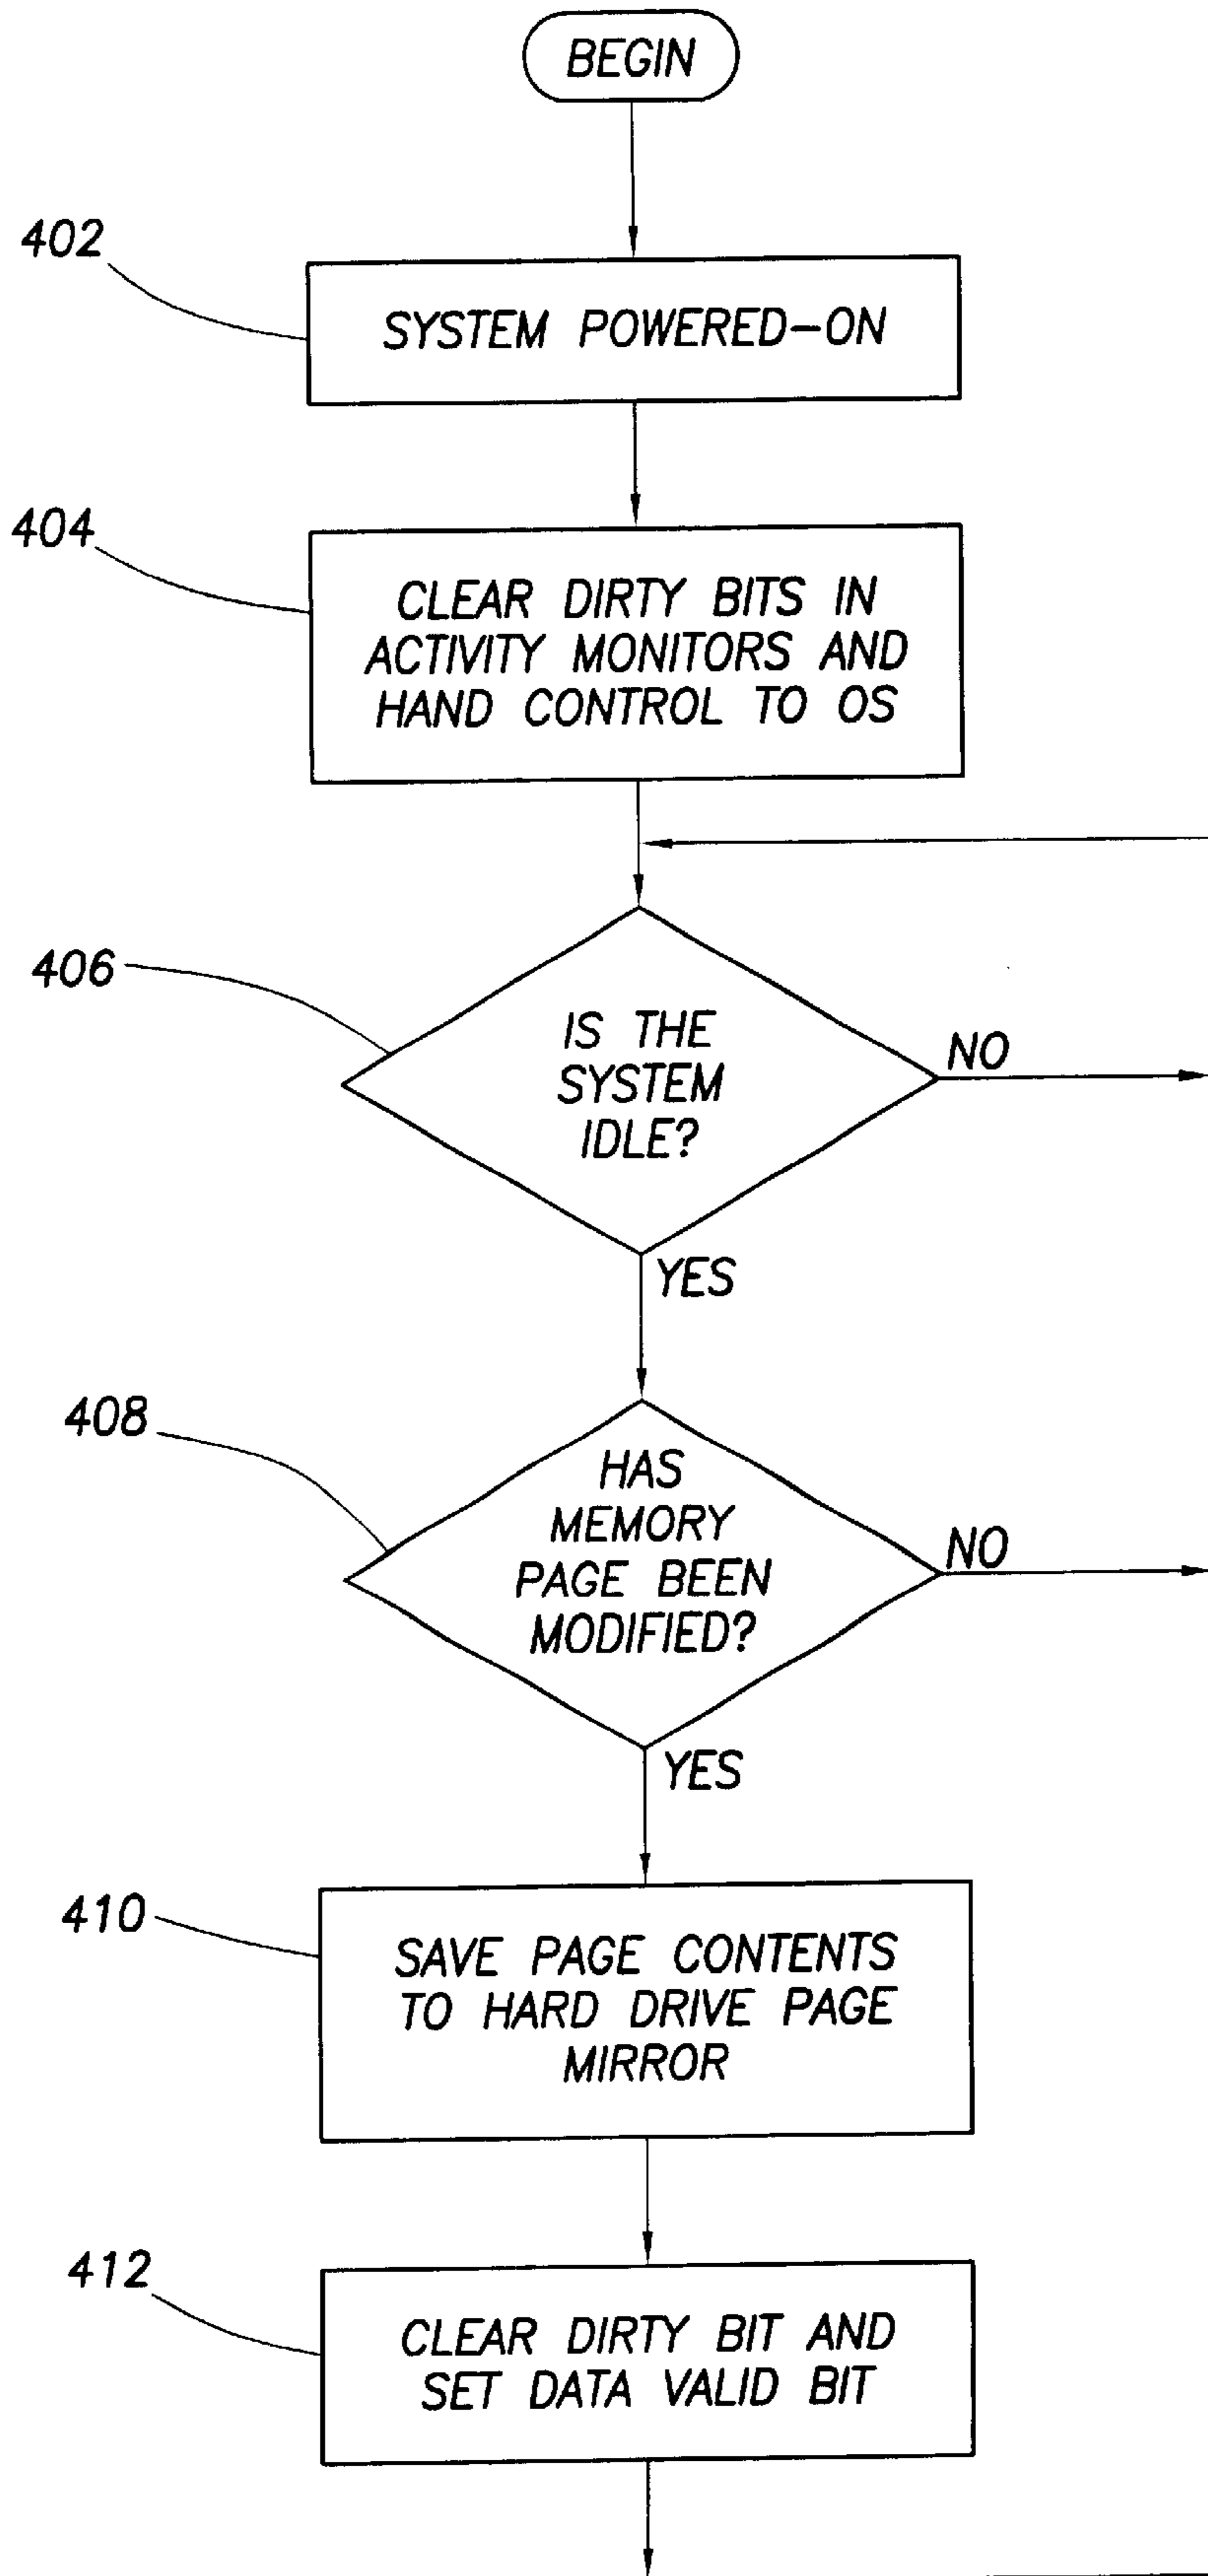 BEGIN
402
SYSTEM POWERED-ON
404
CLEAR DIRTY BITS IN
ACTIVITY MONITORS AND
HAND CONTROL TO OS
406
IS THE
SYSTEM
IDLE?
NO
YES
408
HAS
MEMORY
PAGE BEEN
MODIFIED?
NO
YES
410
SAVE PAGE CONTENTS
TO HARD DRIVE PAGE
MIRROR
412
CLEAR DIRTY BIT AND
SET DATA VALID BIT